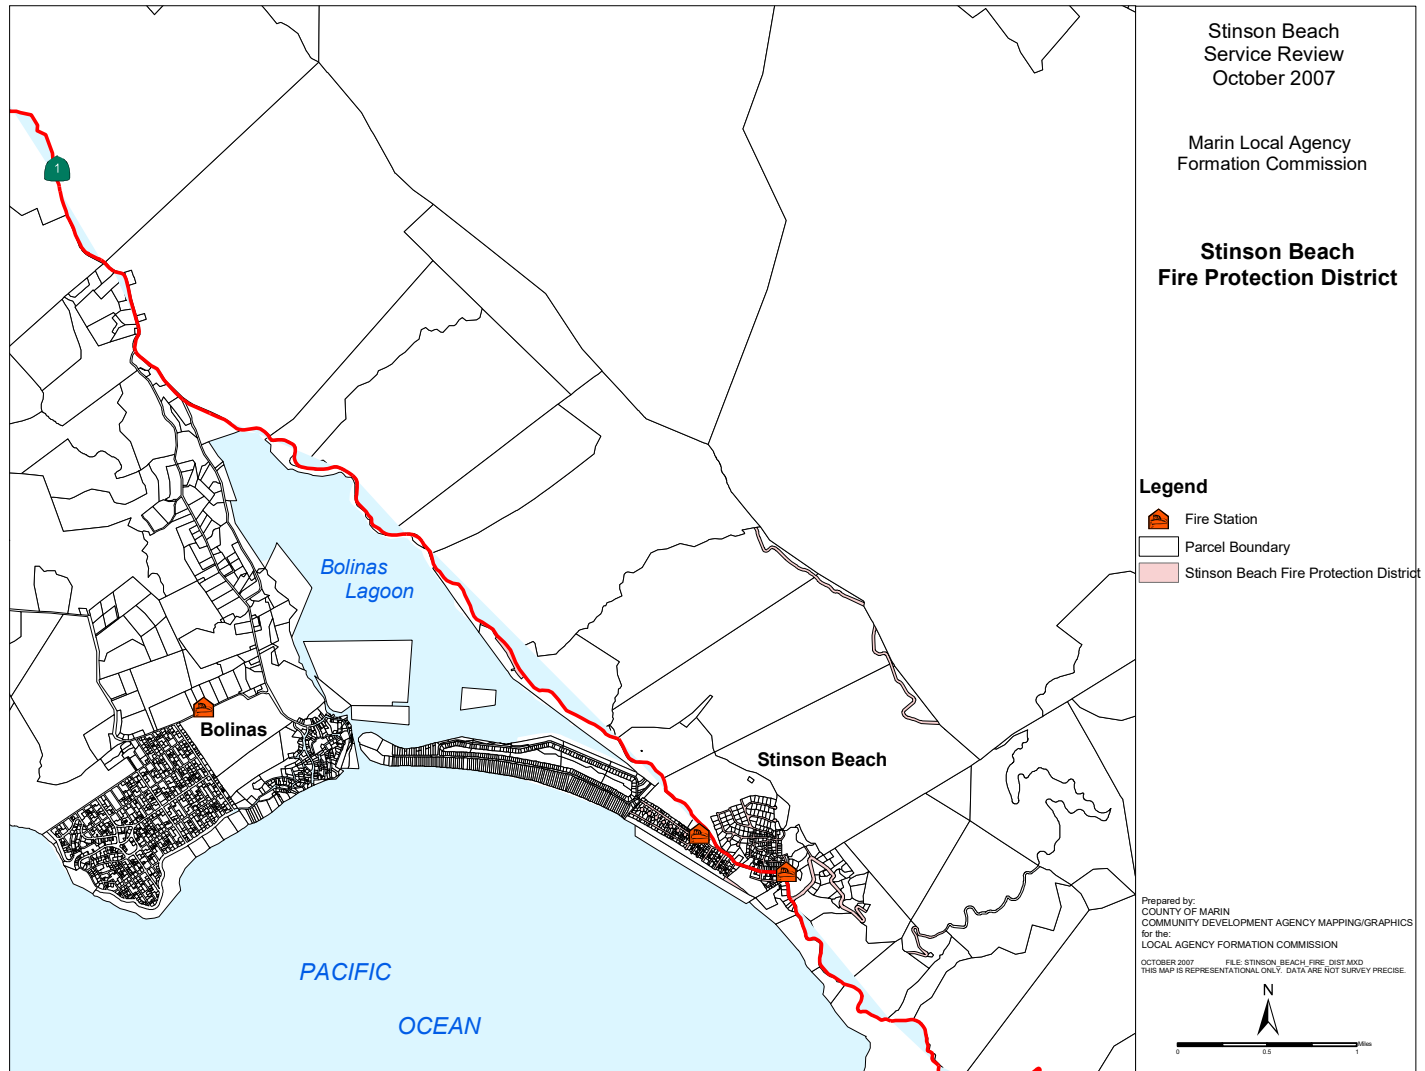 Stinson Beach
Service Review
October 2007
Marin Local Agency
Formation Commission
Stinson Beach
Fire Protection District
Legend
Fire Station
Parcel Boundary
Stinson Beach Fire Protection District
1
Bolinas
Lagoon
Bolinas
Stinson Beach
PACIFIC
OCEAN
Prepared by:
COUNTY OF MARIN
COMMUNITY DEVELOPMENT AGENCY MAPPING/GRAPHICS
for the:
LOCAL AGENCY FORMATION COMMISSION
OCTOBER 2007 FILE: STINSON_BEACH_FIRE_DIST.MXD
THIS MAP IS REPRESENTATIONAL ONLY. DATA ARE NOT SURVEY PRECISE.
N
Miles
0 0.5 1